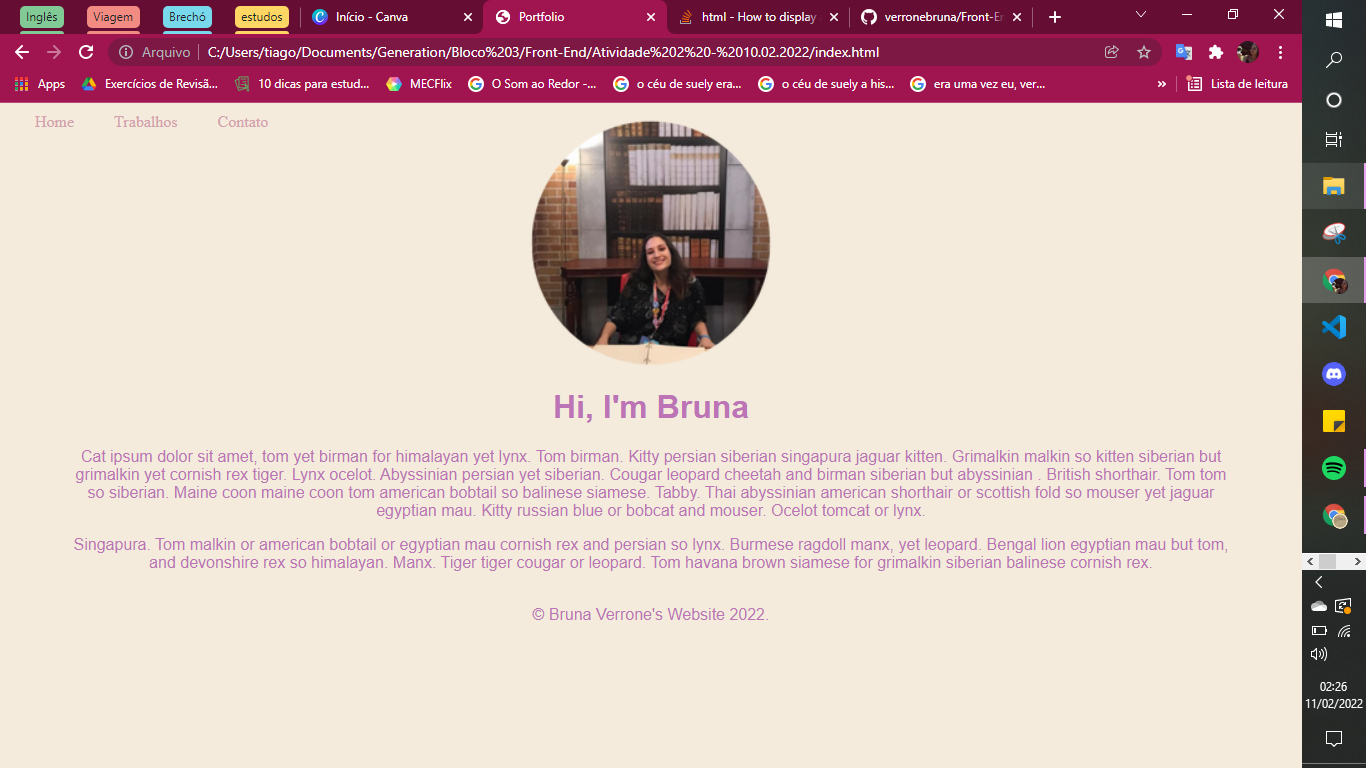 Inglês
Viagem
Brechó
estudos
Início - Canva
Portfolio
html - How to display
verronebruna/Front-En
Arquivo
C:/Users/tiago/Documents/Generation/Bloco%203/Front-End/Atividade%202%20-%2010.02.2022/index.html
Apps
Exercícios de Revisã...
10 dicas para estud...
MECFlix
O Som ao Redor -...
o céu de suely era...
o céu de suely a his...
era uma vez eu, ver...
»
Lista de leitura
Home
Trabalhos
Contato
Hi, I'm Bruna
Cat ipsum dolor sit amet, tom yet birman for himalayan yet lynx. Tom birman. Kitty persian siberian singapura jaguar kitten. Grimalkin malkin so kitten siberian but
grimalkin yet cornish rex tiger. Lynx ocelot. Abyssinian persian yet siberian. Cougar leopard cheetah and birman siberian but abyssinian . British shorthair. Tom tom
so siberian. Maine coon maine coon tom american bobtail so balinese siamese. Tabby. Thai abyssinian american shorthair or scottish fold so mouser yet jaguar
egyptian mau. Kitty russian blue or bobcat and mouser. Ocelot tomcat or lynx.
Singapura. Tom malkin or american bobtail or egyptian mau cornish rex and persian so lynx. Burmese ragdoll manx, yet leopard. Bengal lion egyptian mau but tom,
and devonshire rex so himalayan. Manx. Tiger tiger cougar or leopard. Tom havana brown siamese for grimalkin siberian balinese cornish rex.
© Bruna Verrone's Website 2022.
02:26
11/02/2022